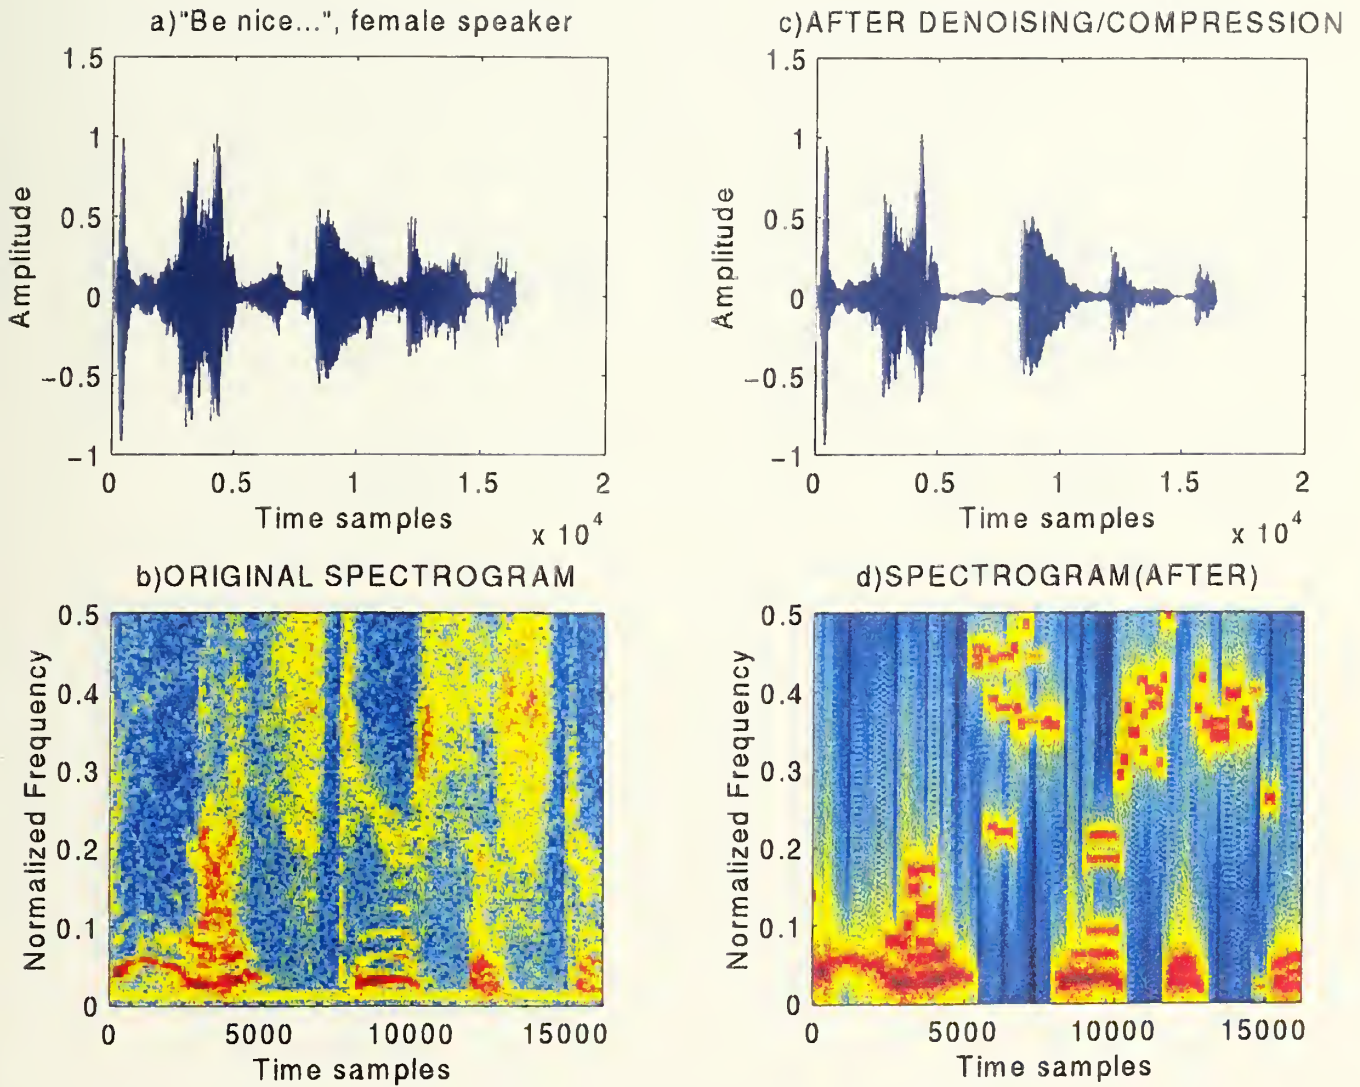 a)"Be nice...", female speaker
1.5
1
0.5
0
−0.5
−1
Amplitude
0 0.5 1 1.5 2
Time samples
x 10^4
c)AFTER DENOISING/COMPRESSION
1.5
1
0.5
0
−0.5
−1
Amplitude
0 0.5 1 1.5 2
Time samples
x 10^4
b)ORIGINAL SPECTROGRAM
0.5
0.4
0.3
0.2
0.1
0
Normalized Frequency
0 5000 10000 15000
Time samples
d)SPECTROGRAM(AFTER)
0.5
0.4
0.3
0.2
0.1
0
Normalized Frequency
0 5000 10000 15000
Time samples